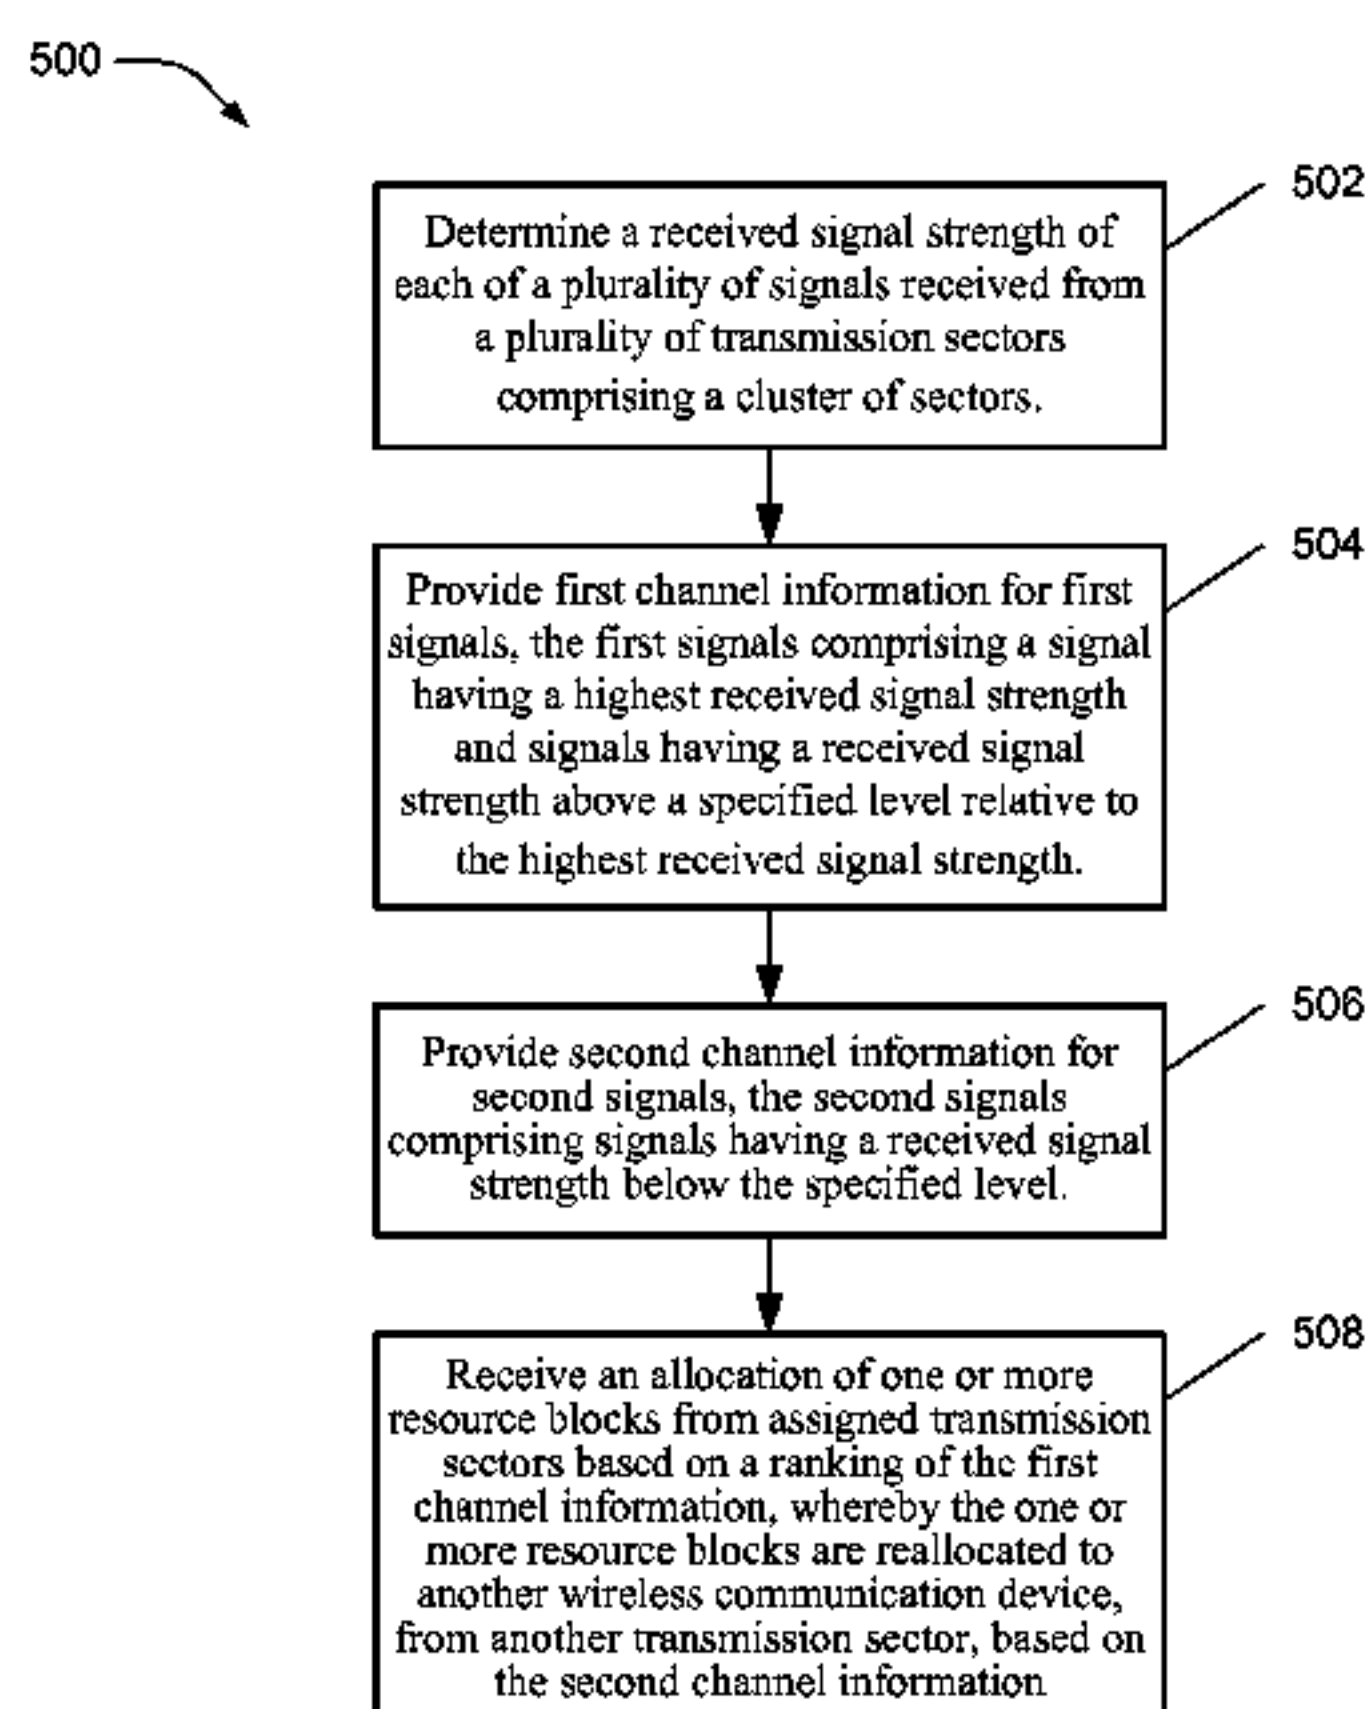 500
502
Determine a received signal strength of
each of a plurality of signals received from
a plurality of transmission sectors
comprising a cluster of sectors.
504
Provide first channel information for first
signals, the first signals comprising a signal
having a highest received signal strength
and signals having a received signal
strength above a specified level relative to
the highest received signal strength.
506
Provide second channel information for
second signals, the second signals
comprising signals having a received signal
strength below the specified level.
508
Receive an allocation of one or more
resource blocks from assigned transmission
sectors based on a ranking of the first
channel information, whereby the one or
more resource blocks are reallocated to
another wireless communication device,
from another transmission sector, based on
the second channel information